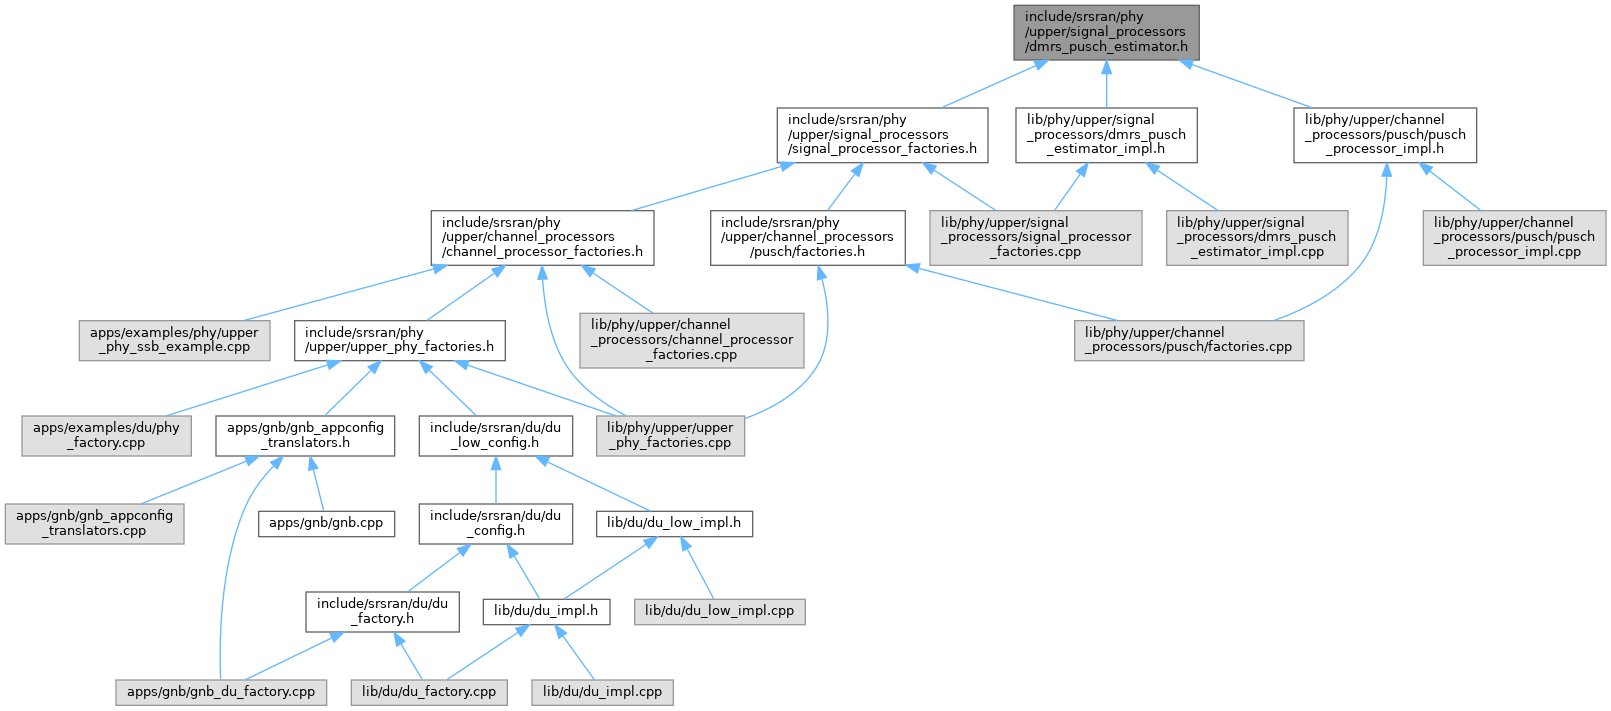 include/srsran/phy
/upper/signal_processors
/dmrs_pusch_estimator.h
include/srsran/phy
/upper/signal_processors
/signal_processor_factories.h
lib/phy/upper/signal
_processors/dmrs_pusch
_estimator_impl.h
lib/phy/upper/channel
_processors/pusch/pusch
_processor_impl.h
include/srsran/phy
/upper/channel_processors
/channel_processor_factories.h
include/srsran/phy
/upper/channel_processors
/pusch/factories.h
lib/phy/upper/signal
_processors/signal_processor
_factories.cpp
lib/phy/upper/signal
_processors/dmrs_pusch
_estimator_impl.cpp
lib/phy/upper/channel
_processors/pusch/pusch
_processor_impl.cpp
apps/examples/phy/upper
_phy_ssb_example.cpp
include/srsran/phy
/upper/upper_phy_factories.h
lib/phy/upper/channel
_processors/channel_processor
_factories.cpp
lib/phy/upper/channel
_processors/pusch/factories.cpp
apps/examples/du/phy
_factory.cpp
apps/gnb/gnb_appconfig
_translators.h
include/srsran/du/du
_low_config.h
lib/phy/upper/upper
_phy_factories.cpp
apps/gnb/gnb_appconfig
_translators.cpp
apps/gnb/gnb.cpp
include/srsran/du/du
_config.h
lib/du/du_low_impl.h
include/srsran/du/du
_factory.h
lib/du/du_impl.h
lib/du/du_low_impl.cpp
apps/gnb/gnb_du_factory.cpp
lib/du/du_factory.cpp
lib/du/du_impl.cpp